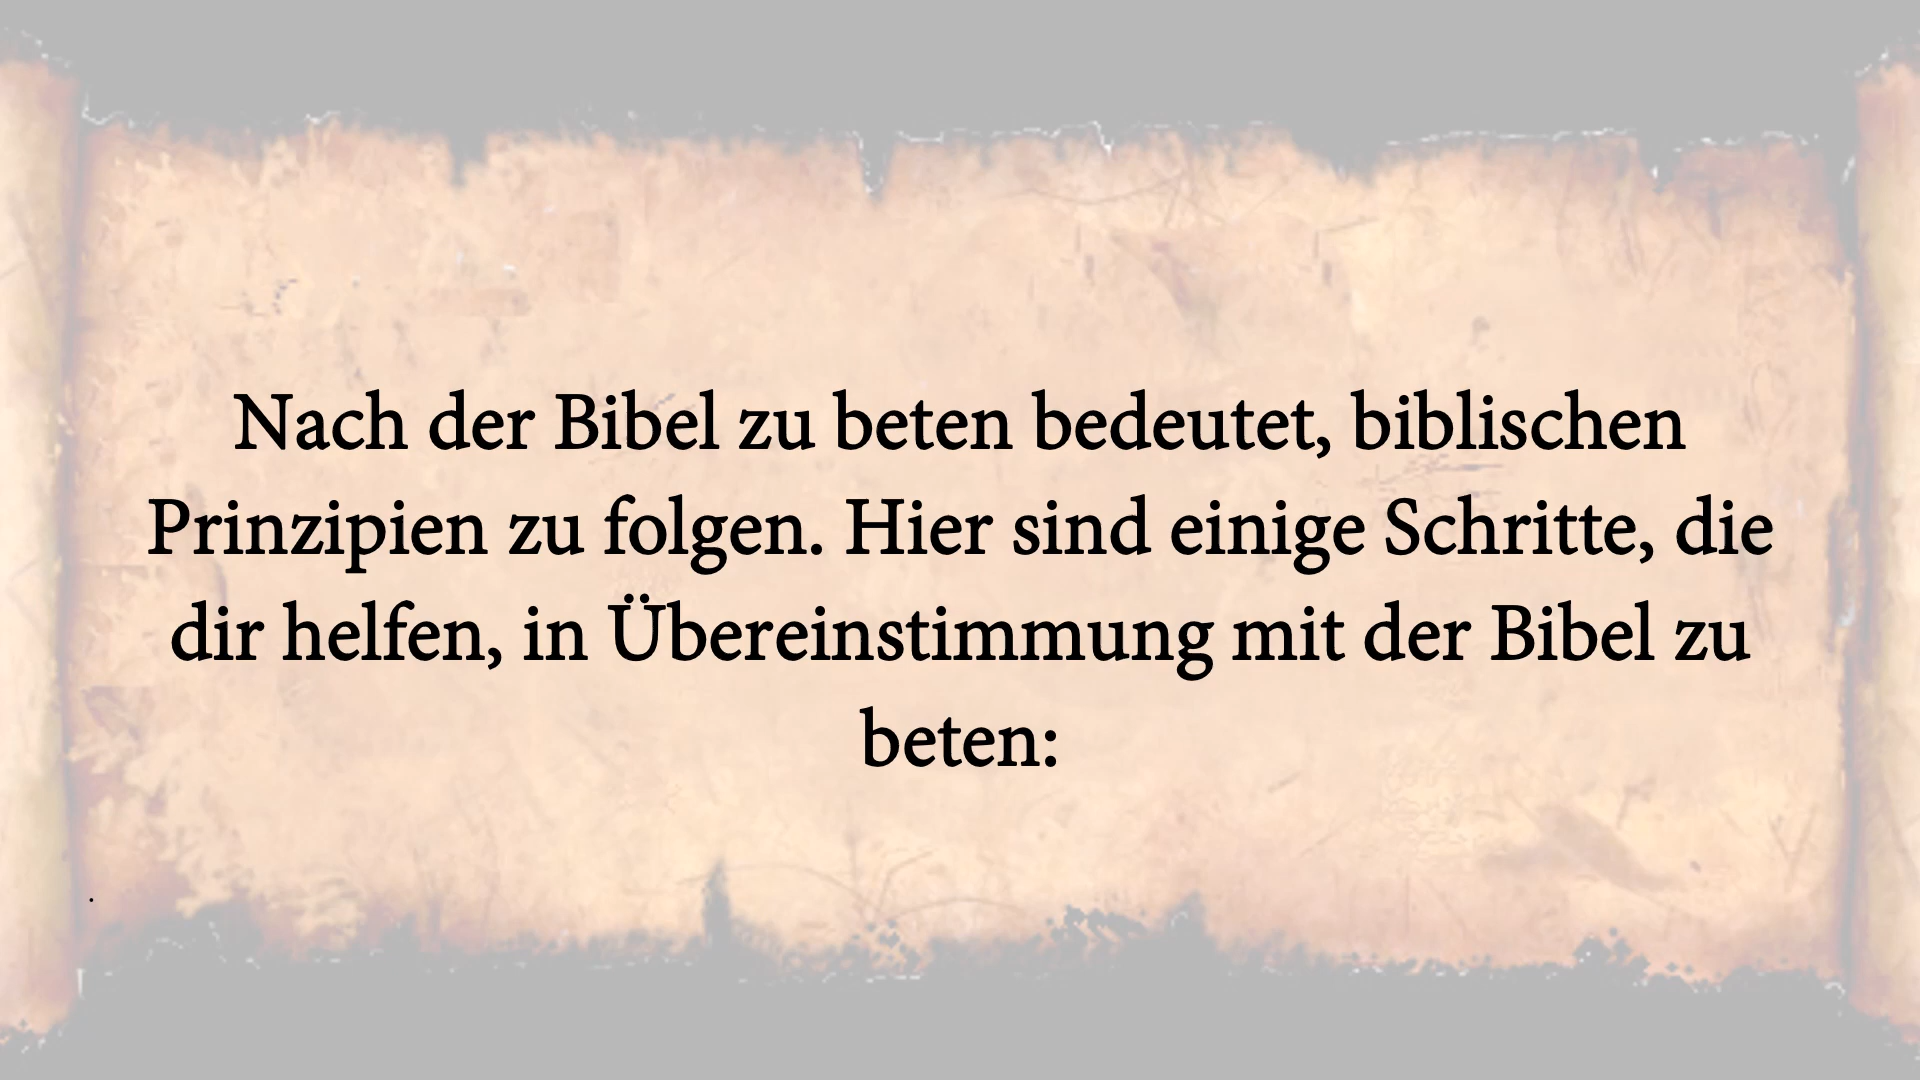 Nach der Bibel zu beten bedeutet, biblischen
Prinzipien zu folgen. Hier sind einige Schritte, die
dir helfen, in Übereinstimmung mit der Bibel zu
beten:
.